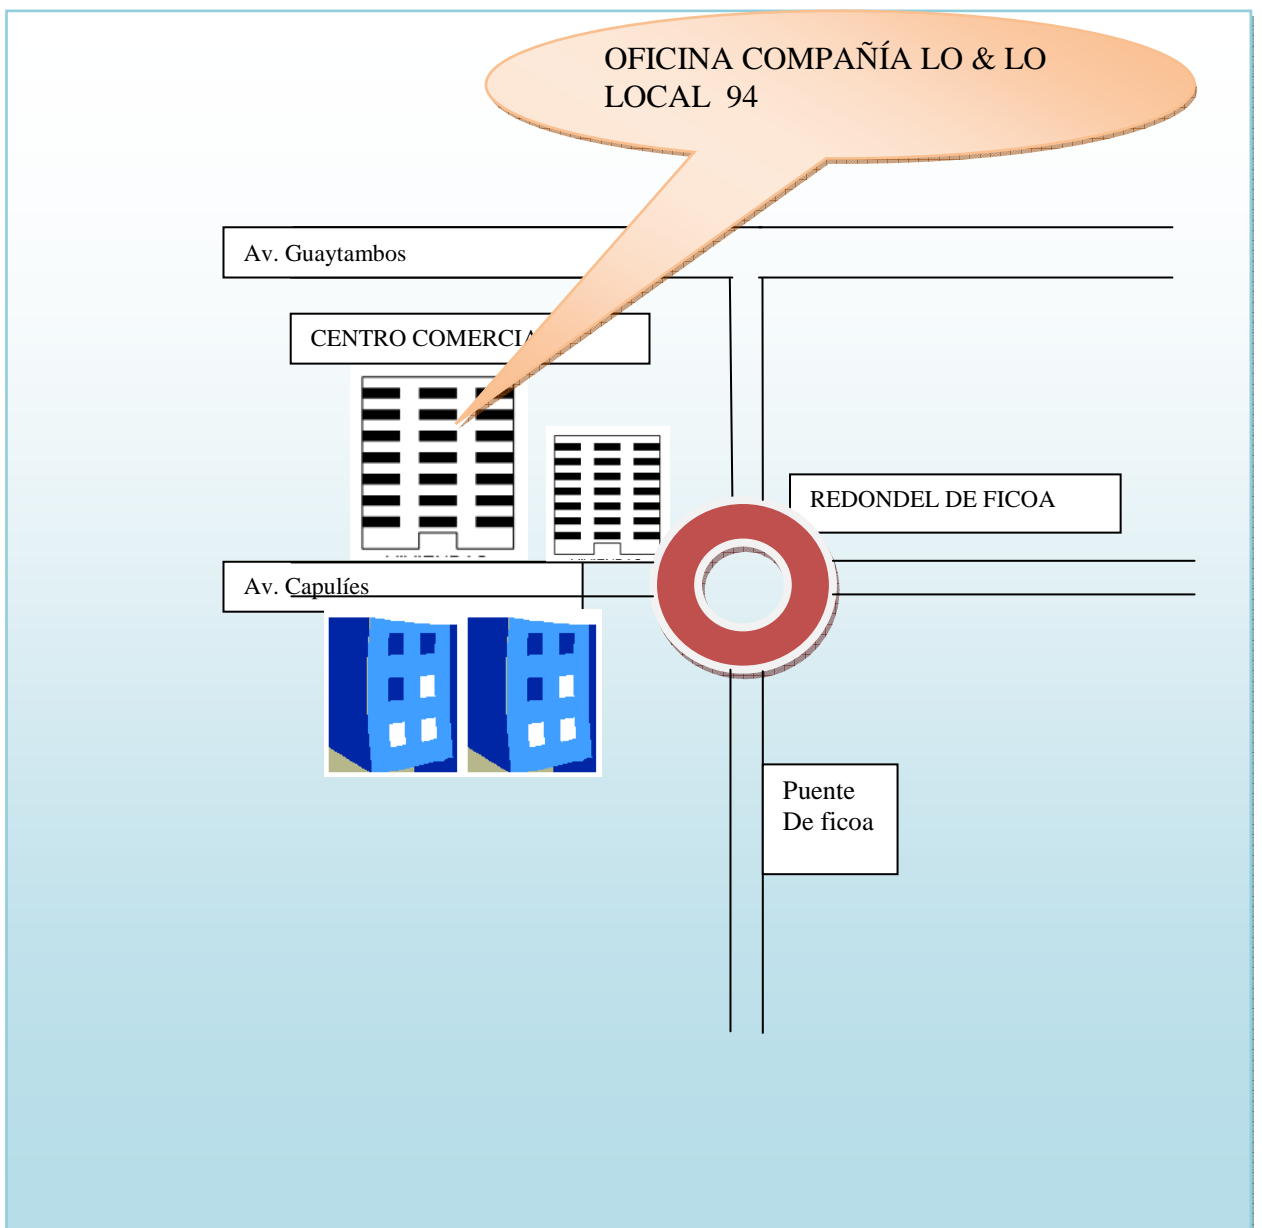 OFICINA COMPAÑÍA LO & LO
LOCAL 94
Av. Guaytambos
CENTRO COMERCIA
REDONDEL DE FICOA
Av. Capulíes
Puente
De ficoa